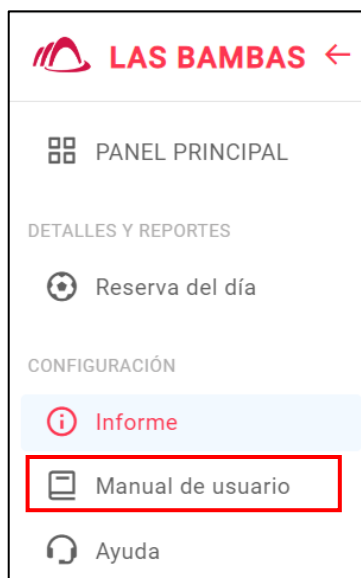 LAS BAMBAS
PANEL PRINCIPAL
DETALLES Y REPORTES
Reserva del día
CONFIGURACIÓN
Informe
Manual de usuario
Ayuda